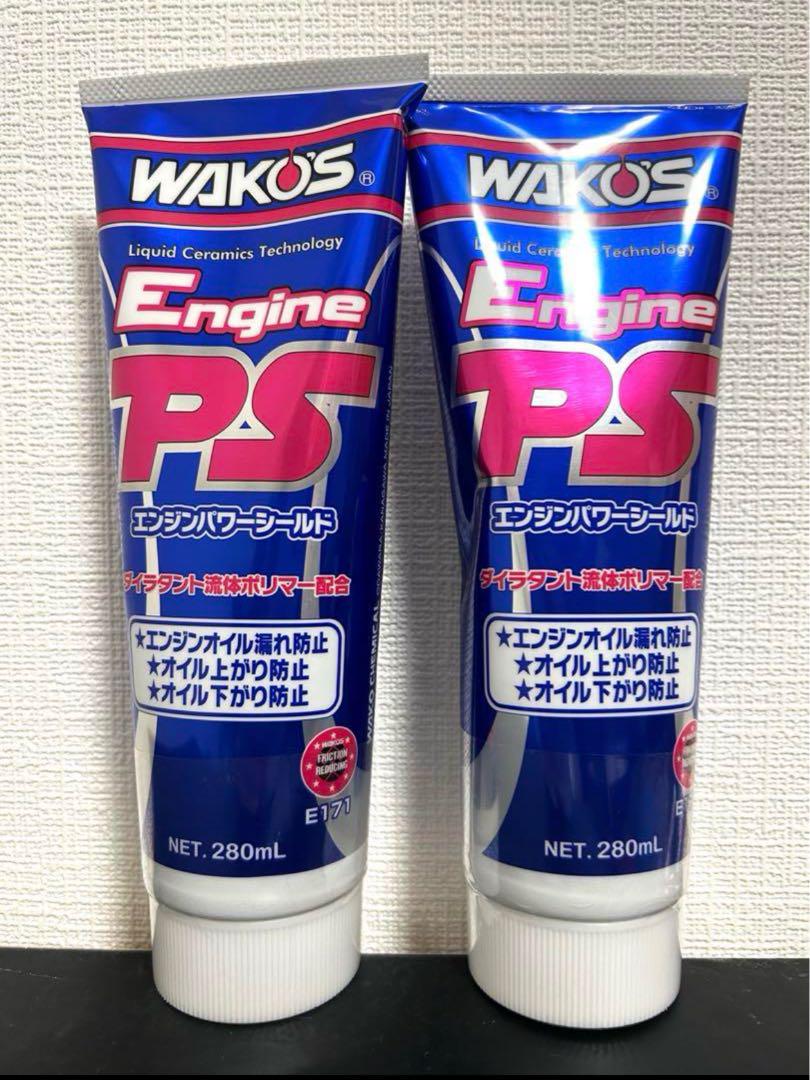 WAKO'S®
Liquid Ceramics Technology
Engine
PS
エンジンパワーシールド
ダイラタント流体ポリマー配合
★エンジンオイル漏れ防止
★オイル上がり防止
★オイル下がり防止
WAKO'S
FRICTION
REDUCING
E171
NET. 280mL
WAKO'S®
Liquid Ceramics Technology
Engine
PS
エンジンパワーシールド
ダイラタント流体ポリマー配合
★エンジンオイル漏れ防止
★オイル上がり防止
★オイル下がり防止
NET. 280mL